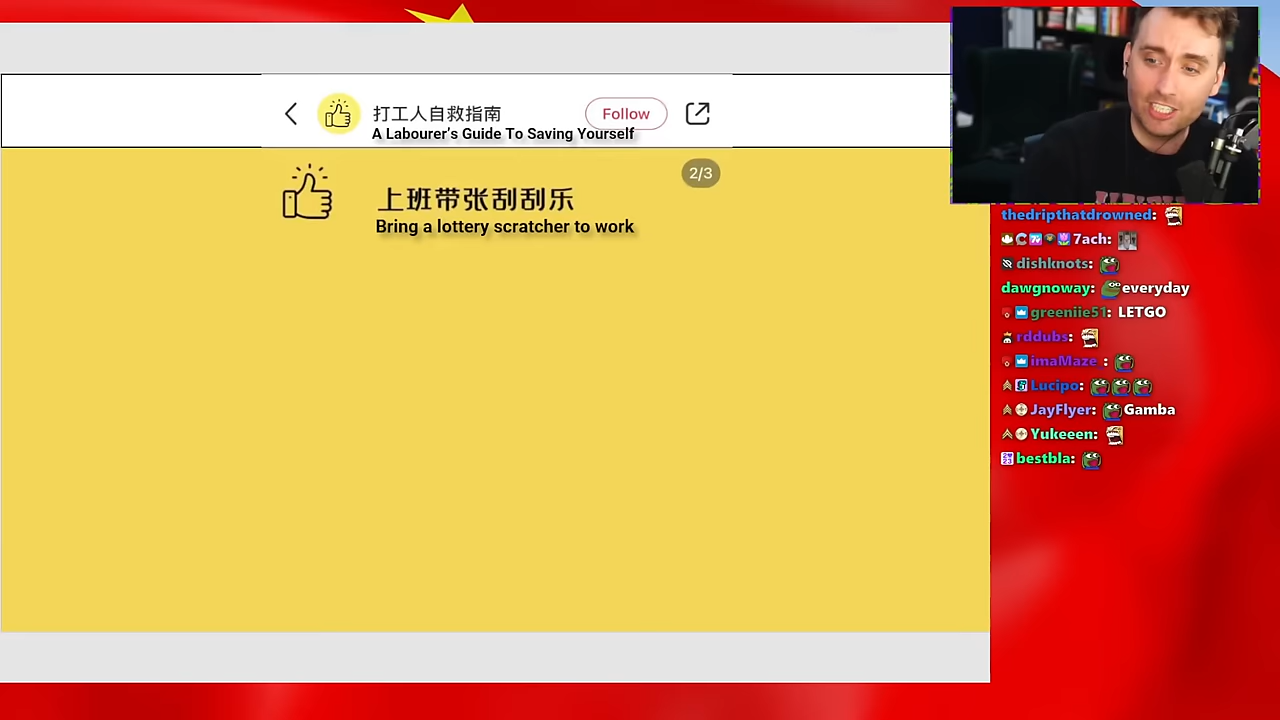 打工人自救指南
A Labourer's Guide To Saving Yourself
Follow
2/3
上班带张刮刮乐
Bring a lottery scratcher to work
thedripthatdrowned:
7ach:
dishknots:
dawgnoway: everyday
greeniie51: LETGO
rddubs:
imaMaze :
Lucipo:
JayFlyer: Gamba
Yukeeen:
bestbla: